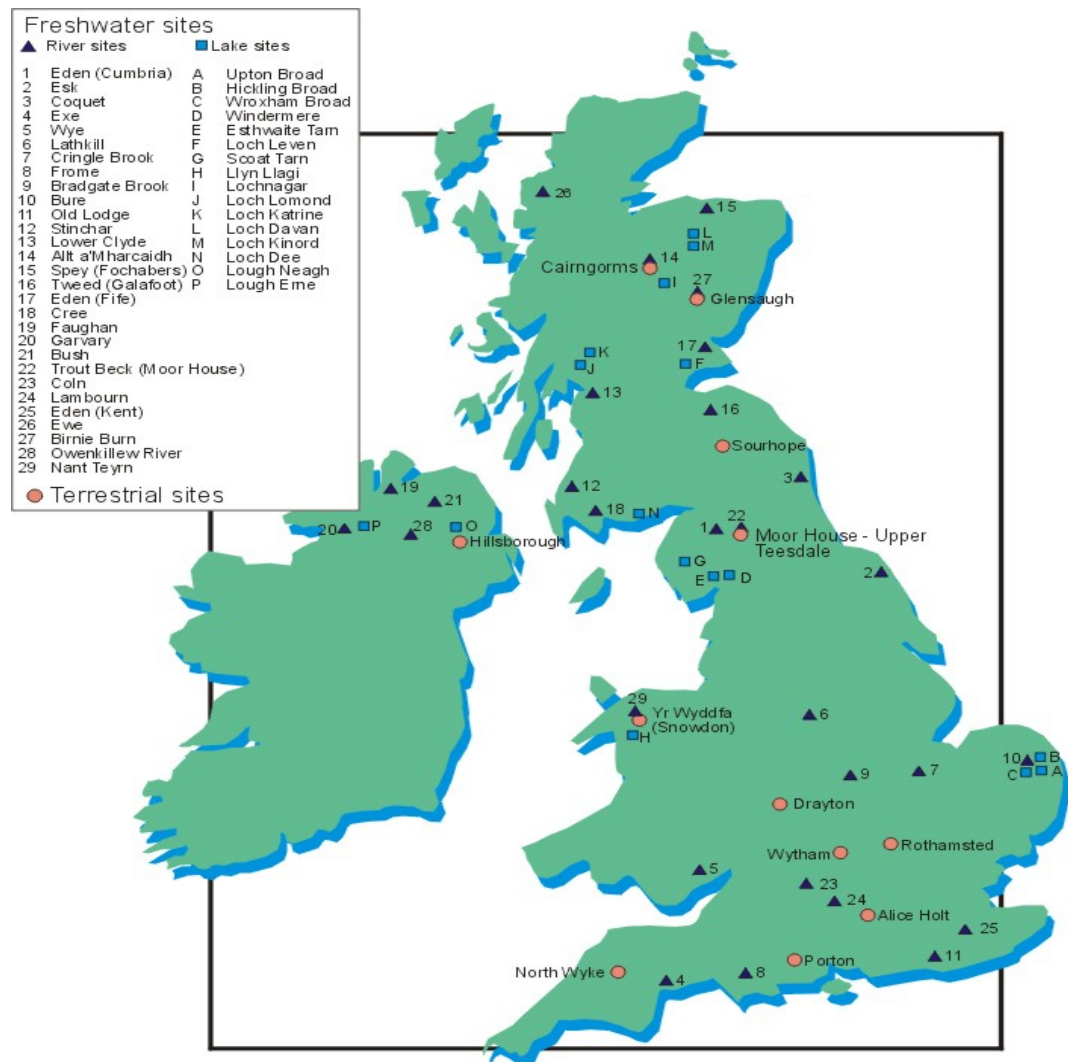 Freshwater sites
River sites Lake sites
1 Eden (Cumbria) A Upton Broad
2 Esk B Hickling Broad
3 Coquet C Wroxham Broad
4 Exe D Windermere
5 Wye E Esthwaite Tarn
6 Lathkill F Loch Leven
7 Cringle Brook G Scoat Tarn
8 Frome H Llyn Llagi
9 Bradgate Brook I Lochnagar
10 Bure J Loch Lomond
11 Old Lodge K Loch Katrine
12 Stinchar L Loch Davan
13 Lower Clyde M Loch Kinord
14 Allt a'Mharcaidh N Loch Dee
15 Spey (Fochabers) O Lough Neagh
16 Tweed (Galafoot) P Lough Erne
17 Eden (Fife)
18 Cree
19 Faughan
20 Garvary
21 Bush
22 Trout Beck (Moor House)
23 Coln
24 Lambourn
25 Eden (Kent)
26 Ewe
27 Birnie Burn
28 Owenkillew River
29 Nant Teyrn
Terrestrial sites
26
15
L
M
14
Cairngorms
I
27
Glensaugh
17
F
K
J
13
16
Sourhope
3
12
18
N
19
21
20
P
28
O
Hillsborough
1
22
Moor House - Upper
Teesdale
G
E
D
2
29
Yr Wyddfa
(Snowdon)
H
6
10
B
C
A
9
7
Drayton
Rothamsted
Wytham
5
23
24
Alice Holt
25
11
Porton
North Wyke
4
8